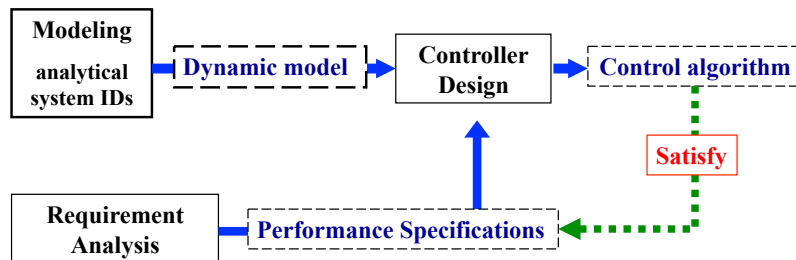 Modeling
analytical
system IDs
Dynamic model
Controller
Design
Control algorithm
Satisfy
Requirement
Analysis
Performance Specifications